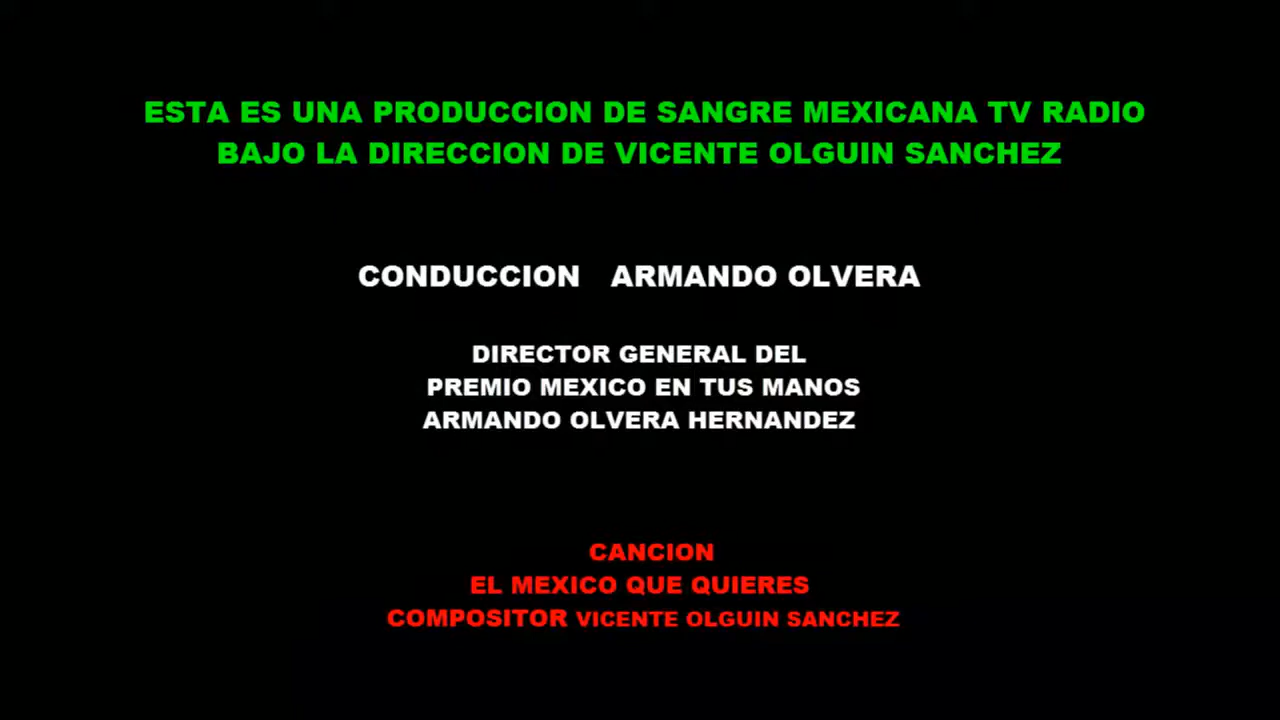 ESTA ES UNA PRODUCCION DE SANGRE MEXICANA TV RADIO
BAJO LA DIRECCION DE VICENTE OLGUIN SANCHEZ
CONDUCCION ARMANDO OLVERA
DIRECTOR GENERAL DEL
PREMIO MEXICO EN TUS MANOS
ARMANDO OLVERA HERNANDEZ
CANCION
EL MEXICO QUE QUIERES
COMPOSITOR VICENTE OLGUIN SANCHEZ